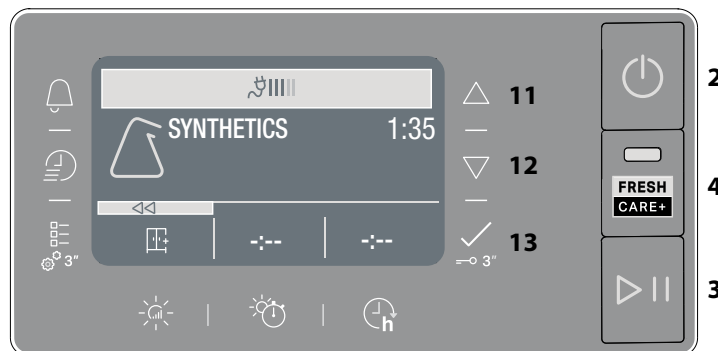 2
11
SYNTHETICS 1:35
12
FRESH
CARE+
4
-:-- -:--
13
3"
3"
3
h